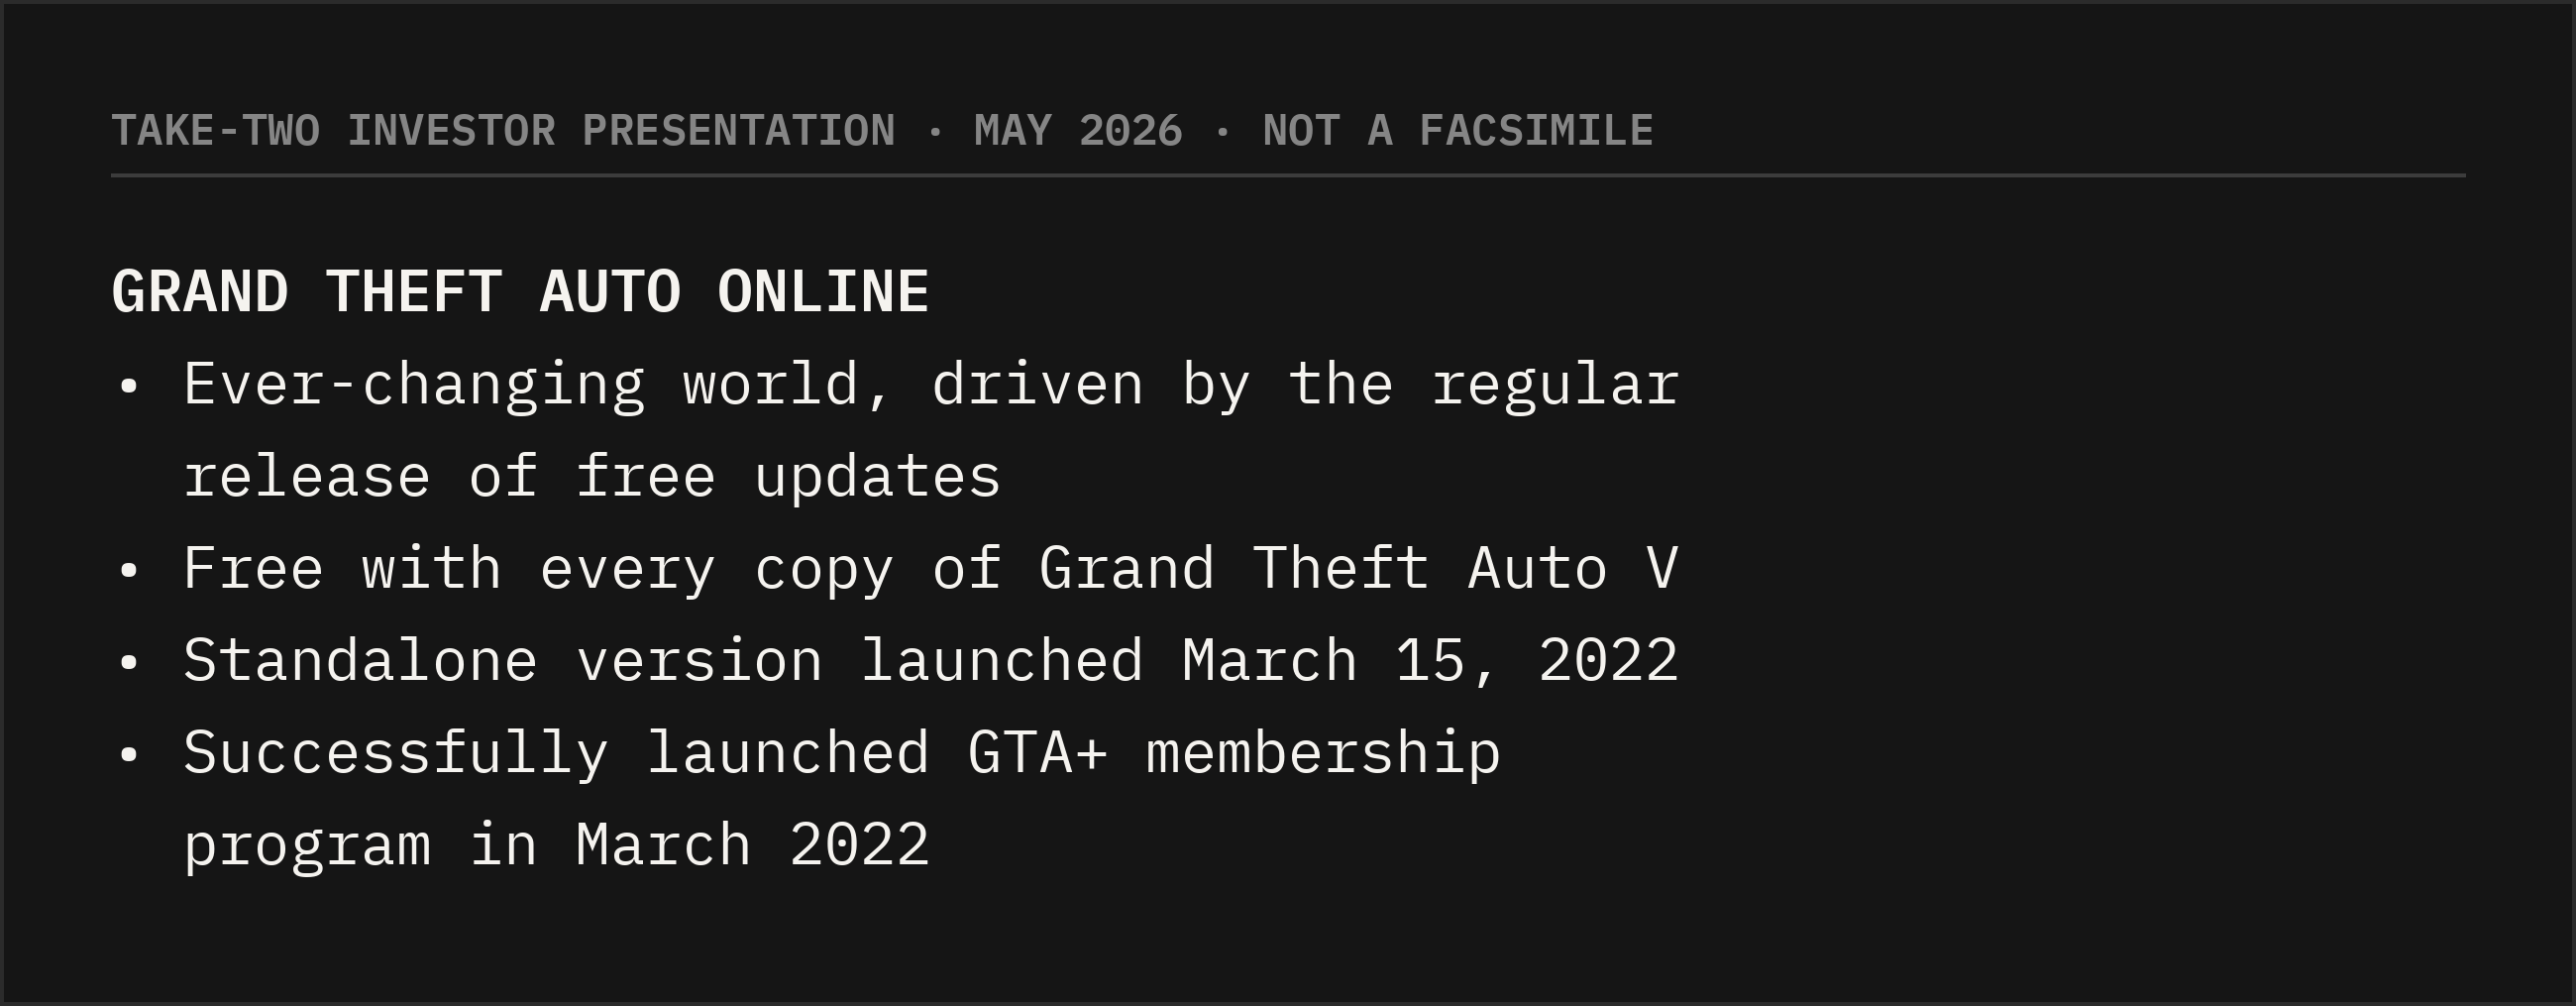 TAKE-TWO INVESTOR PRESENTATION · MAY 2026 · NOT A FACSIMILE
GRAND THEFT AUTO ONLINE
• Ever-changing world, driven by the regular
release of free updates
• Free with every copy of Grand Theft Auto V
• Standalone version launched March 15, 2022
• Successfully launched GTA+ membership
program in March 2022